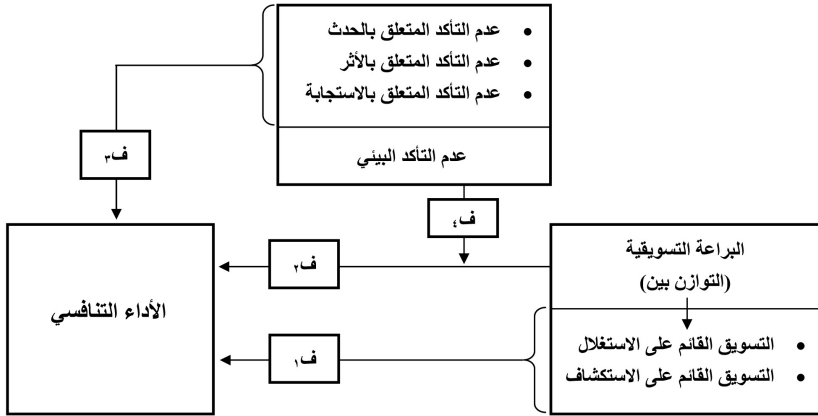 • عدم التأكد المتعلق بالحدث
• عدم التأكد المتعلق بالأثر
• عدم التأكد المتعلق بالاستجابة
عدم التأكد البيئي
ف٣
ف٤
البراعة التسويقية
(التوازن بين)
• التسويق القائم على الاستغلال
• التسويق القائم على الاستكشاف
ف٢
ف١
الأداء التنافسي